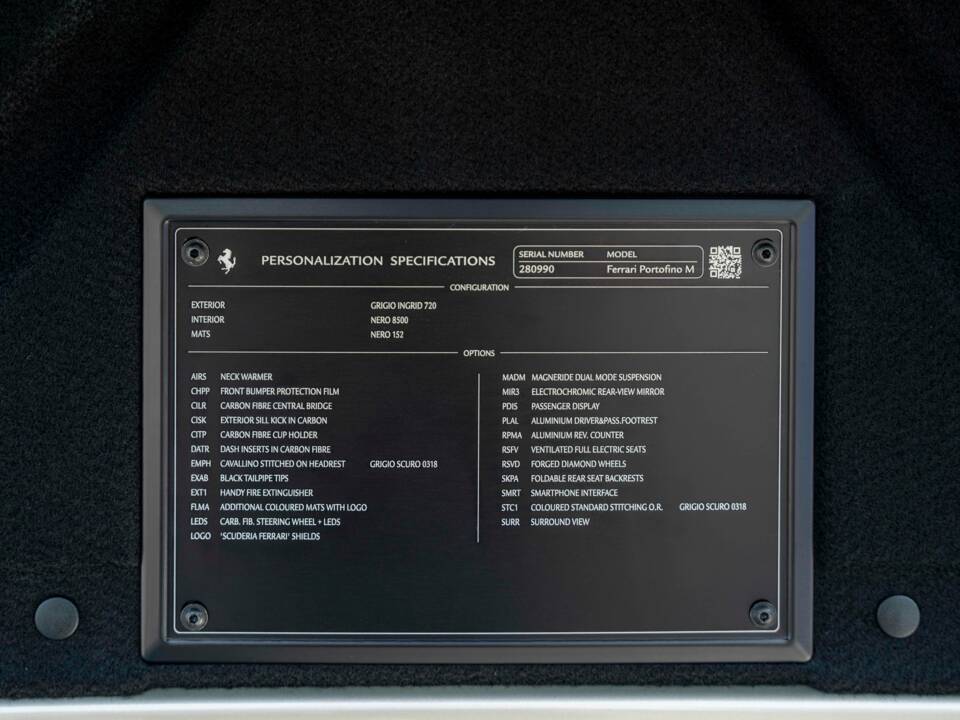 PERSONALIZATION SPECIFICATIONS
SERIAL NUMBER MODEL
280990 Ferrari Portofino M
CONFIGURATION
EXTERIOR GRIGIO INGRID 720
INTERIOR NERO 8500
MATS NERO 152
OPTIONS
AIRS NECK WARMER
CHPP FRONT BUMPER PROTECTION FILM
CILR CARBON FIBRE CENTRAL BRIDGE
CISK EXTERIOR SILL KICK IN CARBON
CITP CARBON FIBRE CUP HOLDER
DATR DASH INSERTS IN CARBON FIBRE
EMPH CAVALLINO STITCHED ON HEADREST GRIGIO SCURO 0318
EXAB BLACK TAILPIPE TIPS
EXT1 HANDY FIRE EXTINGUISHER
FLMA ADDITIONAL COLOURED MATS WITH LOGO
LEDS CARB. FIB. STEERING WHEEL + LEDS
LOGO 'SCUDERIA FERRARI' SHIELDS
MADM MAGNERIDE DUAL MODE SUSPENSION
MIR3 ELECTROCHROMIC REAR-VIEW MIRROR
PDIS PASSENGER DISPLAY
PLAL ALUMINIUM DRIVER&PASS.FOOTREST
RPMA ALUMINIUM REV. COUNTER
RSFV VENTILATED FULL ELECTRIC SEATS
RSVD FORGED DIAMOND WHEELS
SKPA FOLDABLE REAR SEAT BACKRESTS
SMRT SMARTPHONE INTERFACE
STC1 COLOURED STANDARD STITCHING O.R. GRIGIO SCURO 0318
SURR SURROUND VIEW